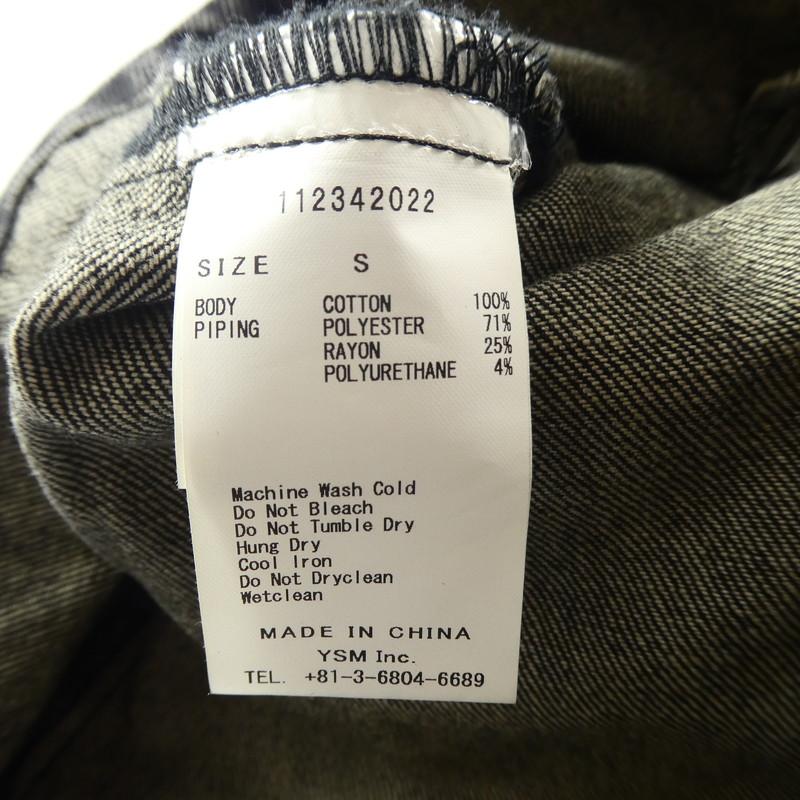 112342022
SIZE S
BODY COTTON 100%
PIPING POLYESTER 71%
RAYON 25%
POLYURETHANE 4%
Machine Wash Cold
Do Not Bleach
Do Not Tumble Dry
Hung Dry
Cool Iron
Do Not Dryclean
Wetclean
MADE IN CHINA
YSM Inc.
TEL. +81-3-6804-6689